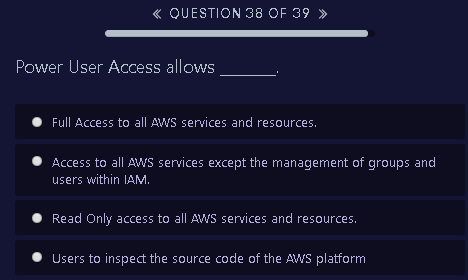 « QUESTION 38 OF 39 »
Power User Access allows ______.
Full Access to all AWS services and resources.
Access to all AWS services except the management of groups and
users within IAM.
Read Only access to all AWS services and resources.
Users to inspect the source code of the AWS platform